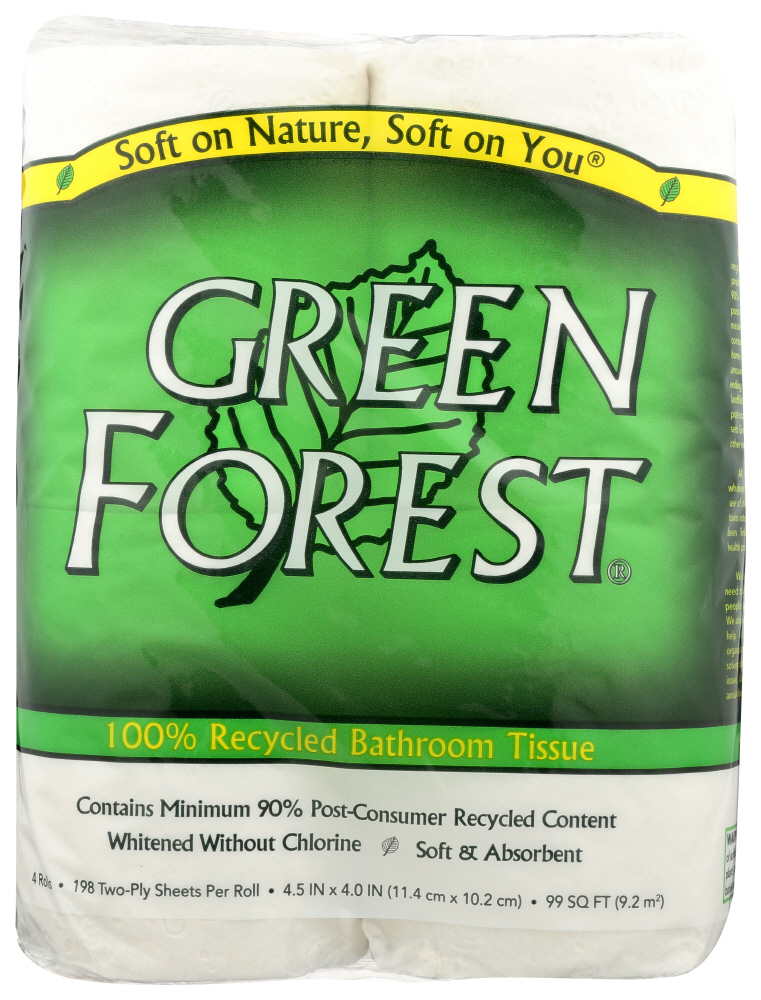 Soft on Nature, Soft on You®
GREEN
FOREST®
100% Recycled Bathroom Tissue
Contains Minimum 90% Post-Consumer Recycled Content
Whitened Without Chlorine Soft & Absorbent
4 Rolls • 198 Two-Ply Sheets Per Roll • 4.5 IN x 4.0 IN (11.4 cm x 10.2 cm) • 99 SQ FT (9.2 m²)